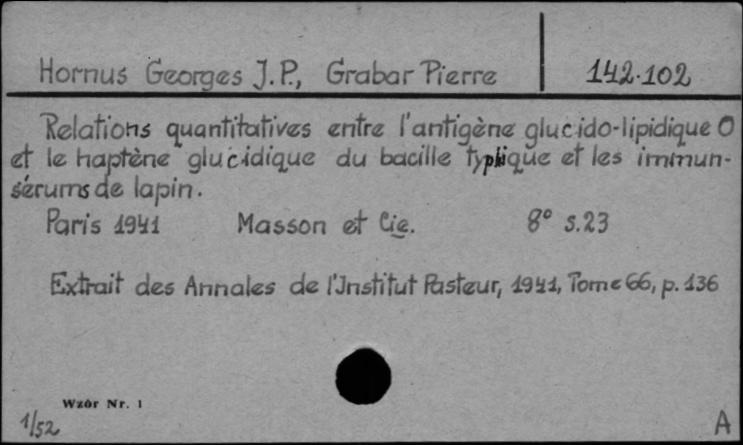 Hornus Georges J.P., Grabar Pierre
142.102
Relations quantitatives entre l'antigène glucido-lipidique O
et le haptène glucidique du bacille typhique et les immun-
sérums de lapin.
Paris 1941 Masson et Cie. 8° s.23
Extrait des Annales de l'Institut Pasteur, 1941, Tome 66, p. 136
Wzór Nr. 1
1/52
A